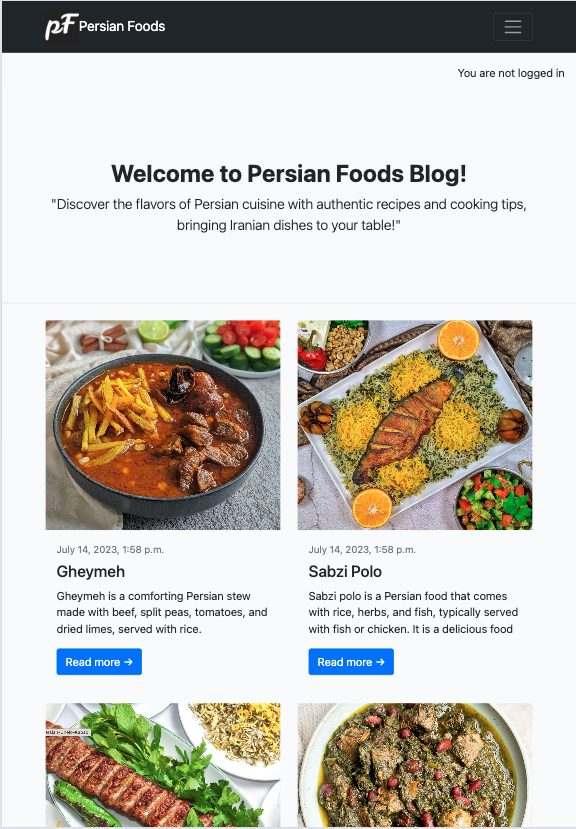 pF Persian Foods
You are not logged in
Welcome to Persian Foods Blog!
"Discover the flavors of Persian cuisine with authentic recipes and cooking tips,
bringing Iranian dishes to your table!"
July 14, 2023, 1:58 p.m.
Gheymeh
Gheymeh is a comforting Persian stew
made with beef, split peas, tomatoes, and
dried limes, served with rice.
Read more →
July 14, 2023, 1:58 p.m.
Sabzi Polo
Sabzi polo is a Persian food that comes
with rice, herbs, and fish, typically served
with fish or chicken. It is a delicious food
Read more →